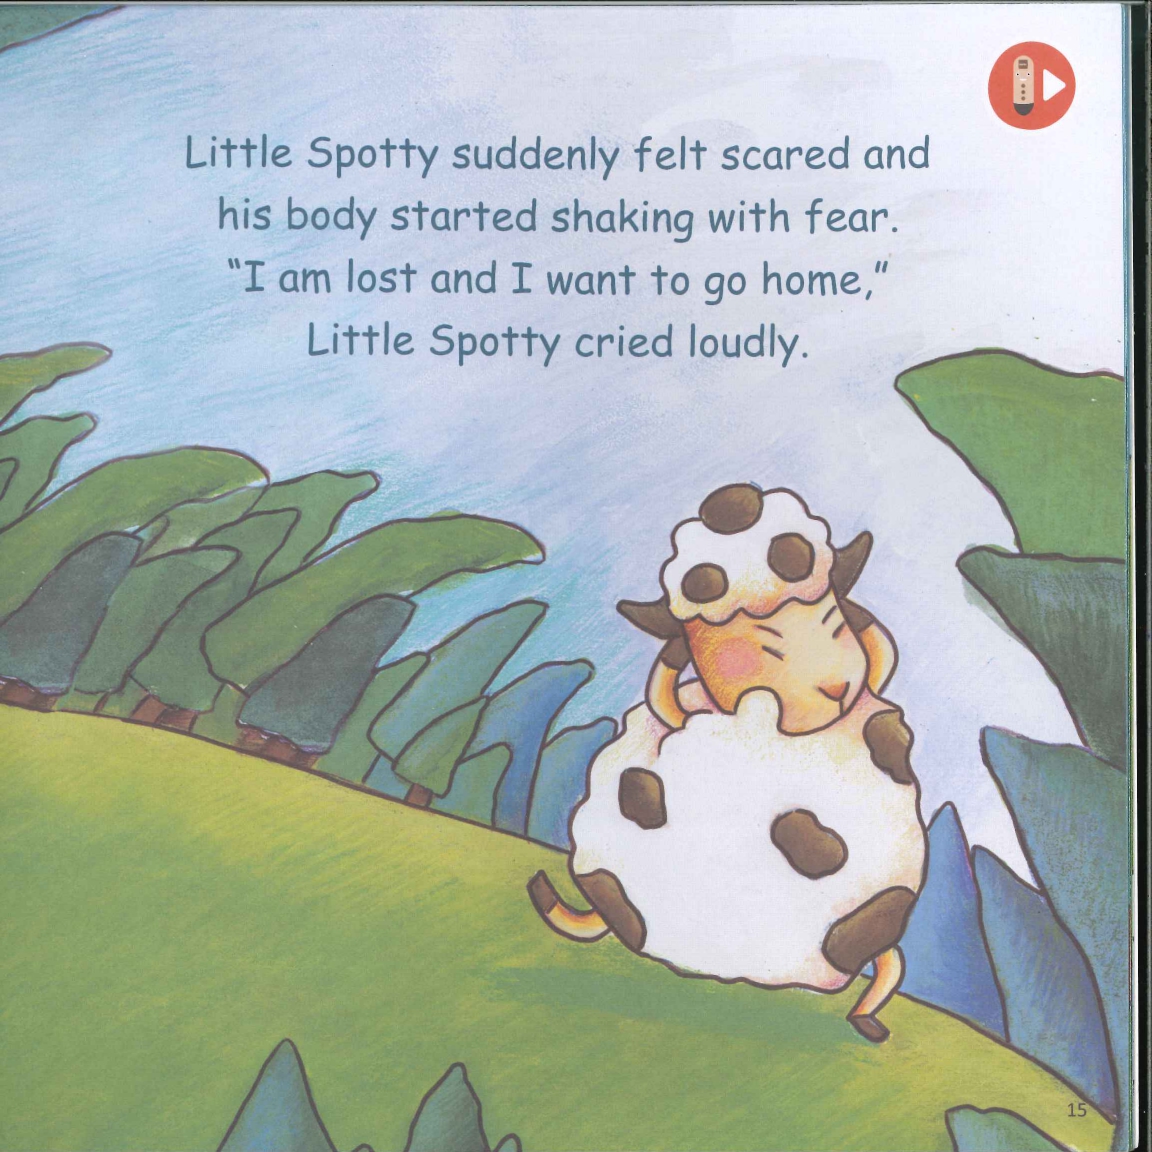 Little Spotty suddenly felt scared and
his body started shaking with fear.
“I am lost and I want to go home,”
Little Spotty cried loudly.
15